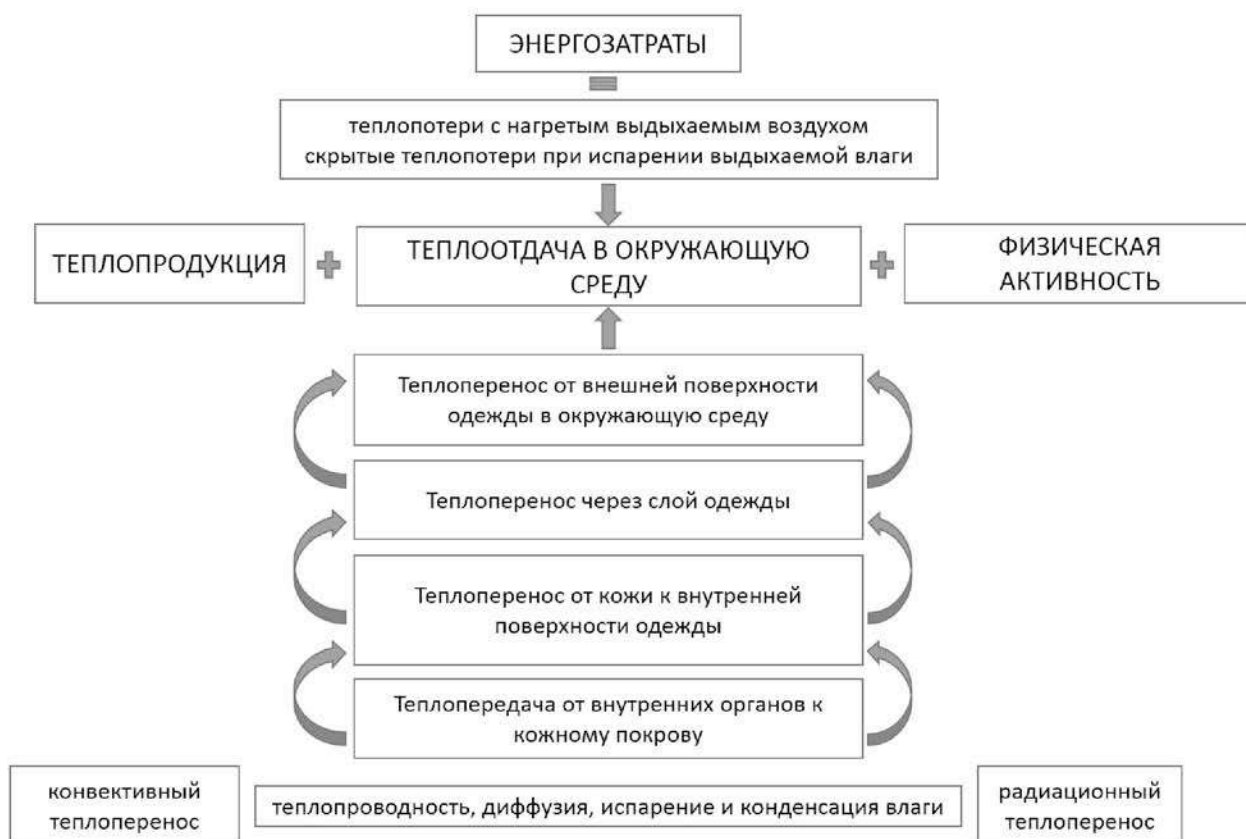 ЭНЕРГОЗАТРАТЫ
теплопотери с нагретым выдыхаемым воздухом
скрытые теплопотери при испарении выдыхаемой влаги
ТЕПЛОПРОДУКЦИЯ
ТЕПЛООТДАЧА В ОКРУЖАЮЩУЮ
СРЕДУ
ФИЗИЧЕСКАЯ
АКТИВНОСТЬ
Теплоперенос от внешней поверхности
одежды в окружающую среду
Теплоперенос через слой одежды
Теплоперенос от кожи к внутренней
поверхности одежды
Теплопередача от внутренних органов к
кожному покрову
конвективный
теплоперенос
теплопроводность, диффузия, испарение и конденсация влаги
радиационный
теплоперенос